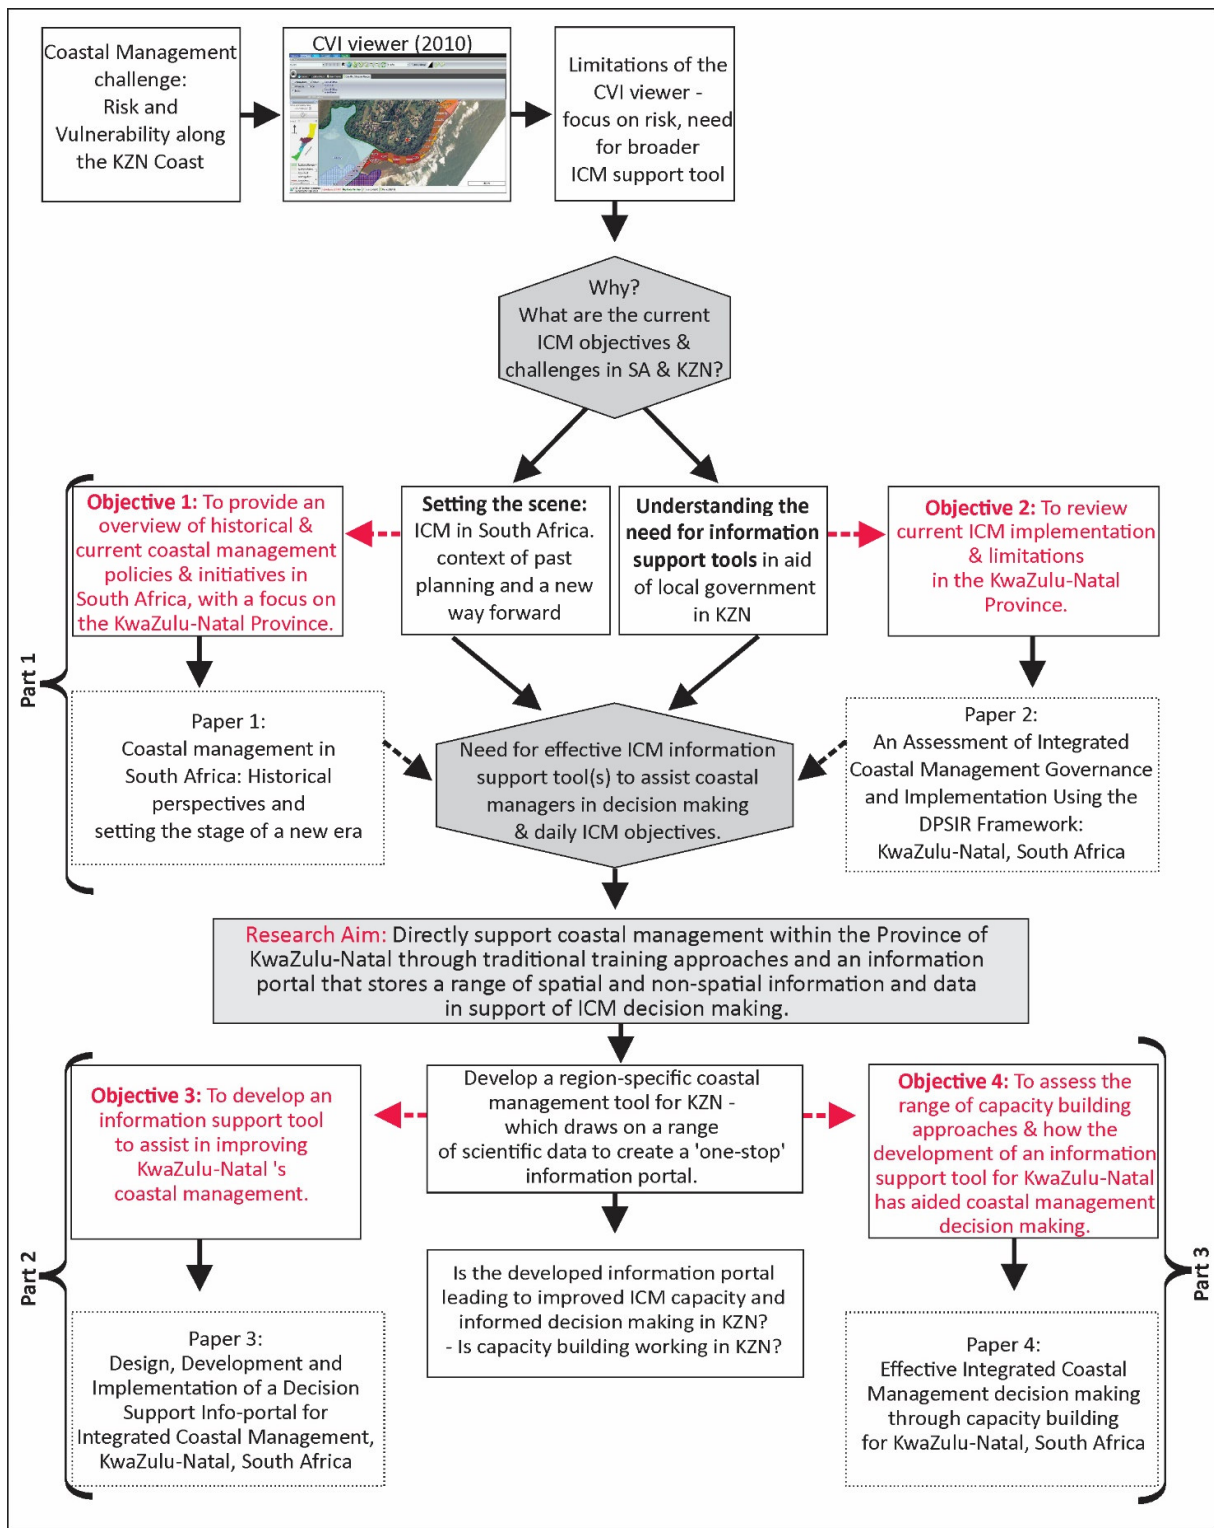 Coastal Management
challenge:
Risk and
Vulnerability along
the KZN Coast
CVI viewer (2010)
Limitations of the
CVI viewer -
focus on risk, need
for broader
ICM support tool
Why?
What are the current
ICM objectives &
challenges in SA & KZN?
Part 1
Objective 1: To provide an
overview of historical &
current coastal management
policies & initiatives in
South Africa, with a focus on
the KwaZulu-Natal Province.
Setting the scene:
ICM in South Africa.
context of past
planning and a new
way forward
Understanding the
need for information
support tools in aid
of local government
in KZN
Objective 2: To review
current ICM implementation
& limitations
in the KwaZulu-Natal
Province.
Paper 1:
Coastal management in
South Africa: Historical
perspectives and
setting the stage of a new era
Need for effective ICM information
support tool(s) to assist coastal
managers in decision making
& daily ICM objectives.
Paper 2:
An Assessment of Integrated
Coastal Management Governance
and Implementation Using the
DPSIR Framework:
KwaZulu-Natal, South Africa
Research Aim: Directly support coastal management within the Province of
KwaZulu-Natal through traditional training approaches and an information
portal that stores a range of spatial and non-spatial information and data
in support of ICM decision making.
Part 2
Objective 3: To develop an
information support tool
to assist in improving
KwaZulu-Natal 's
coastal management.
Develop a region-specific coastal
management tool for KZN -
which draws on a range
of scientific data to create a 'one-stop'
information portal.
Objective 4: To assess the
range of capacity building
approaches & how the
development of an information
support tool for KwaZulu-Natal
has aided coastal management
decision making.
Part 3
Is the developed information portal
leading to improved ICM capacity and
informed decision making in KZN?
- Is capacity building working in KZN?
Paper 3:
Design, Development and
Implementation of a Decision
Support Info-portal for
Integrated Coastal Management,
KwaZulu-Natal, South Africa
Paper 4:
Effective Integrated Coastal
Management decision making
through capacity building
for KwaZulu-Natal, South Africa